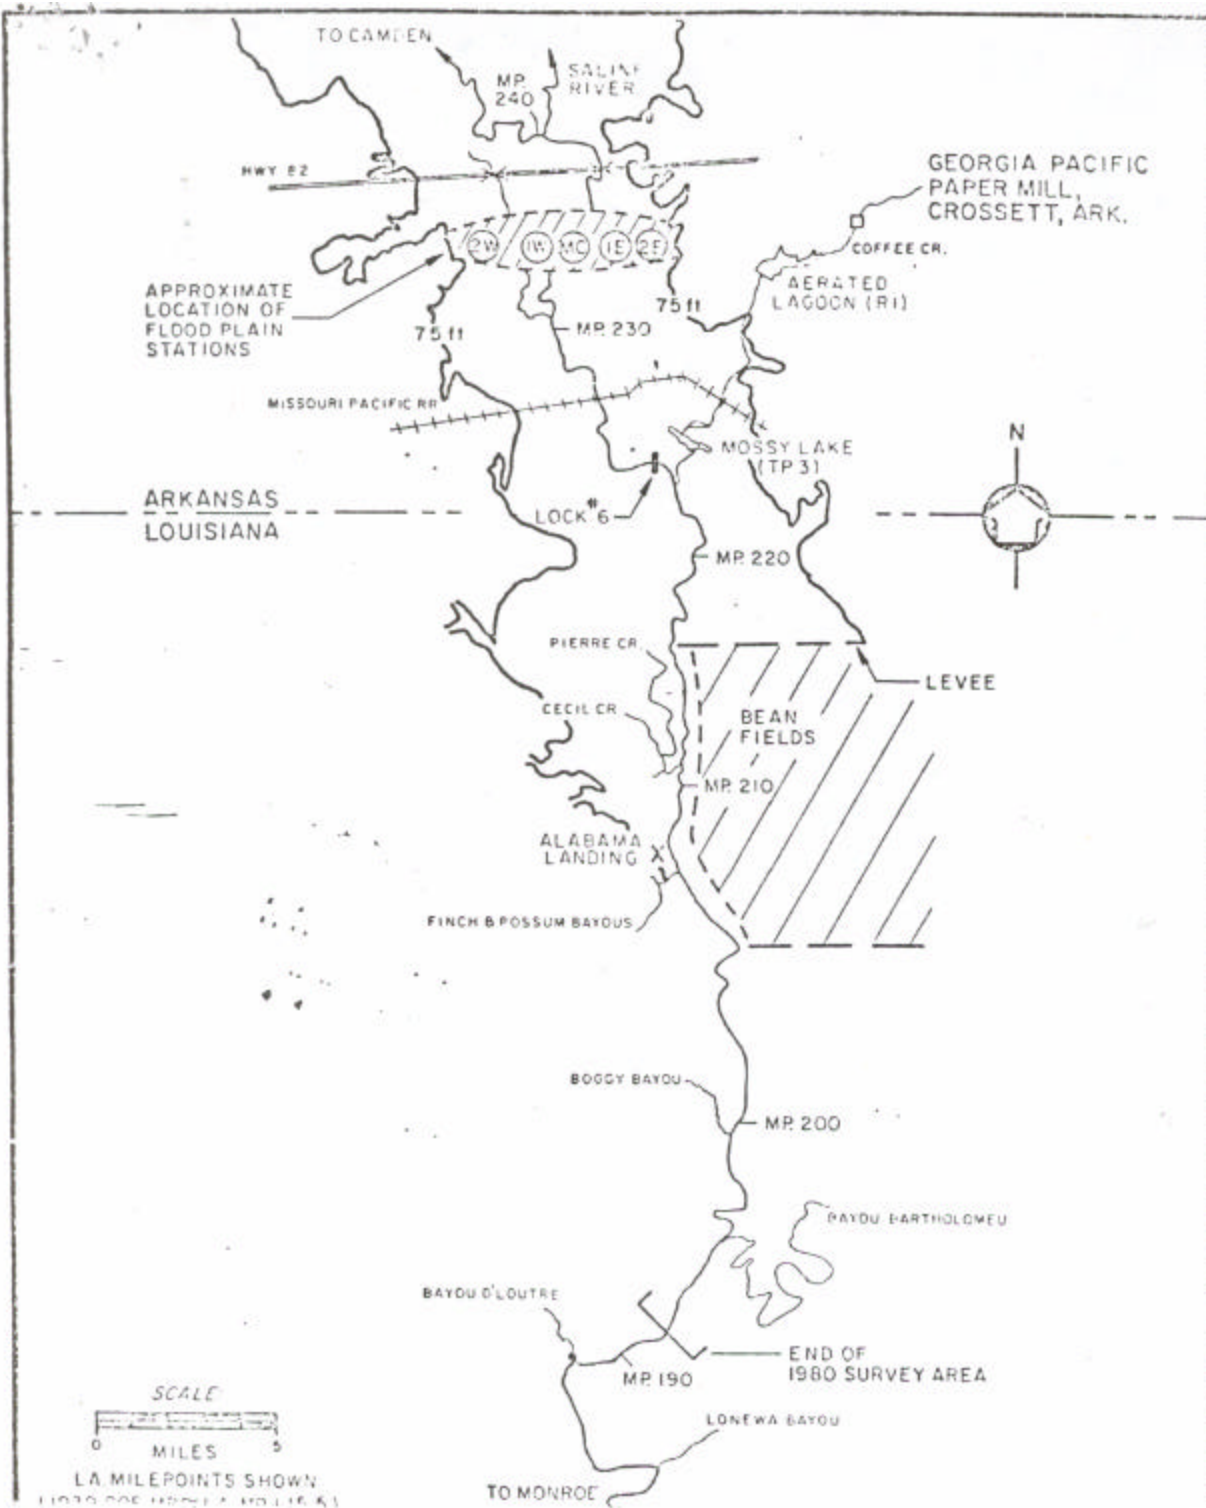 TO CAMDEN
SALINE
RIVER
MP.
240
HWY 82
GEORGIA PACIFIC
PAPER MILL,
CROSSETT, ARK.
COFFEE CR.
2W
1W
MC
1E
2E
AERATED
LAGOON (R1)
APPROXIMATE
LOCATION OF
FLOOD PLAIN
STATIONS
75 ft
75 ft
MP. 230
MISSOURI PACIFIC RR
MOSSY LAKE
(TP3)
N
ARKANSAS
LOUISIANA
LOCK #6
MP. 220
PIERRE CR.
LEVEE
CECIL CR
BEAN
FIELDS
MP. 210
ALABAMA
LANDING
FINCH B POSSUM BAYOUS
BOGGY BAYOU
MP. 200
BAYOU BARTHOLOMEU
BAYOU D'LOUTRE
END OF
1980 SURVEY AREA
MP. 190
SCALE
0 5
MILES
LONEWA BAYOU
LA. MILEPOINTS SHOWN
TO MONROE